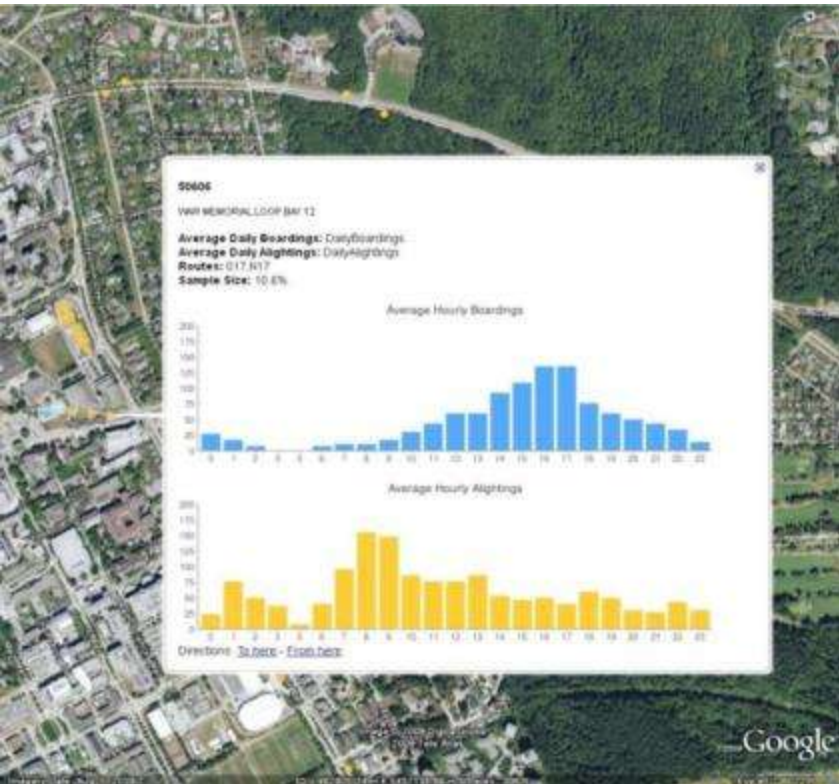 50606
WAR MEMORIAL LOOP BAY 12
Average Daily Boardings: DailyBoardings
Average Daily Alightings: DailyAlightings
Routes: 017,N17
Sample Size: 10.6%
Average Hourly Boardings
200
175
150
125
100
75
50
25
0
0 1 2 3 5 6 7 8 9 10 11 12 13 14 15 16 17 18 19 20 21 22 23
Average Hourly Alightings
200
175
150
125
100
75
50
25
0
0 1 2 3 5 6 7 8 9 10 11 12 13 14 15 16 17 18 19 20 21 22 23
Directions: To here - From here
Google